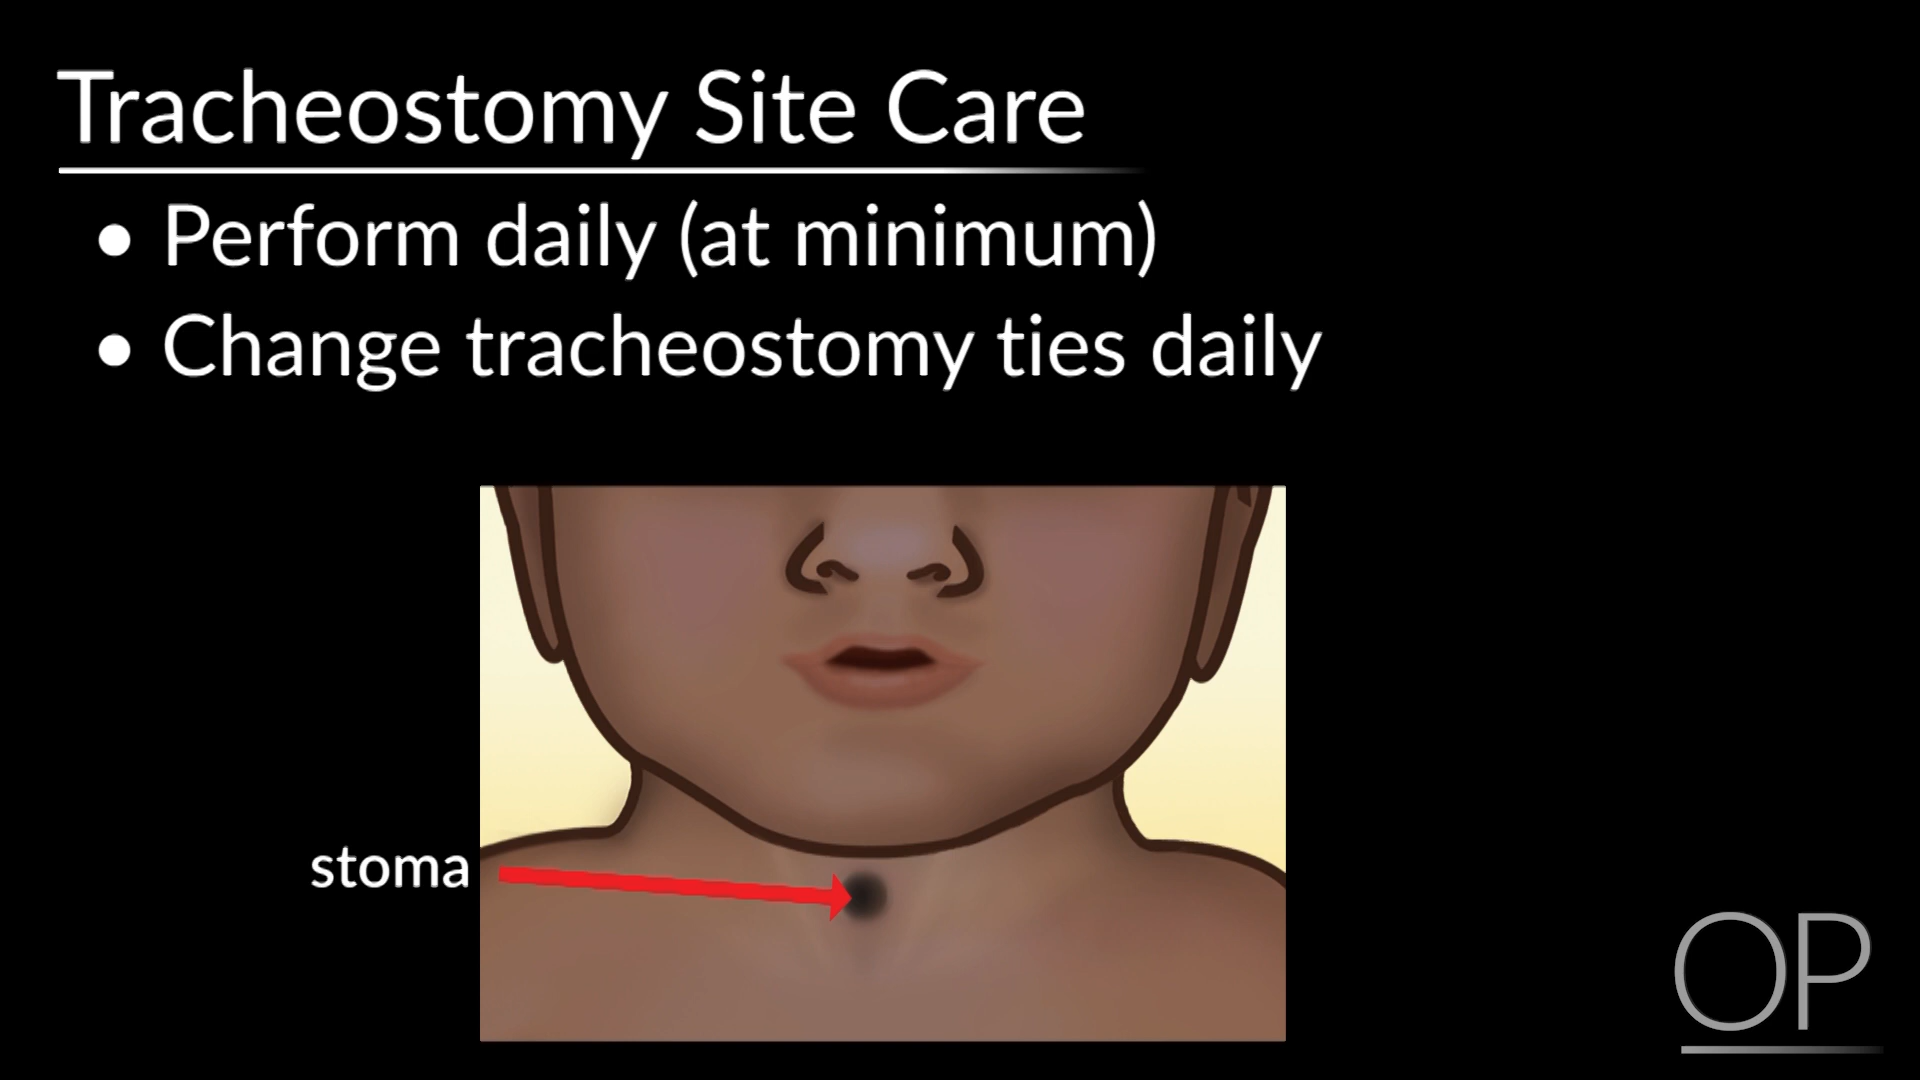 Tracheostomy Site Care
• Perform daily (at minimum)
• Change tracheostomy ties daily
stoma
OP